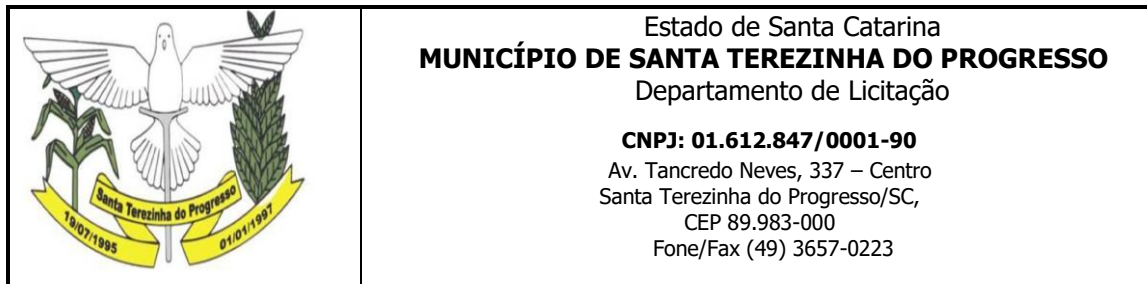 Santa Terezinha do Progresso
19/07/1995
01/01/1997
Estado de Santa Catarina
MUNICÍPIO DE SANTA TEREZINHA DO PROGRESSO
Departamento de Licitação
CNPJ: 01.612.847/0001-90
Av. Tancredo Neves, 337 – Centro
Santa Terezinha do Progresso/SC,
CEP 89.983-000
Fone/Fax (49) 3657-0223